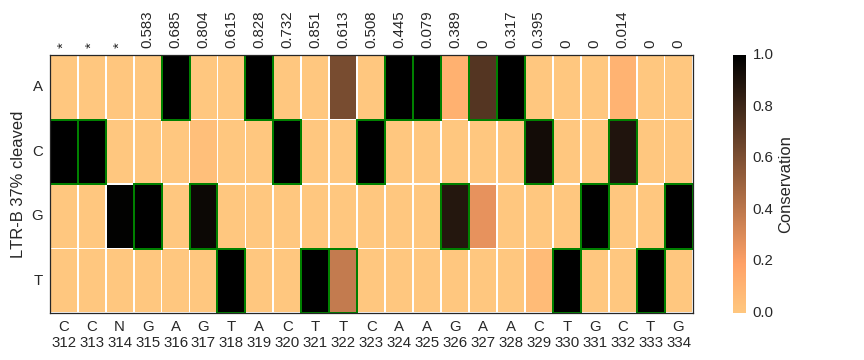 * * * 0.583 0.685 0.804 0.615 0.828 0.732 0.851 0.613 0.508 0.445 0.079 0.389 0 0.317 0.395 0 0 0.014 0 0
A
C
G
T
LTR-B 37% cleaved
C C N G A G T A C T T C A A G A A C T G C T G
312 313 314 315 316 317 318 319 320 321 322 323 324 325 326 327 328 329 330 331 332 333 334
1.0
0.8
0.6
0.4
0.2
0.0
Conservation